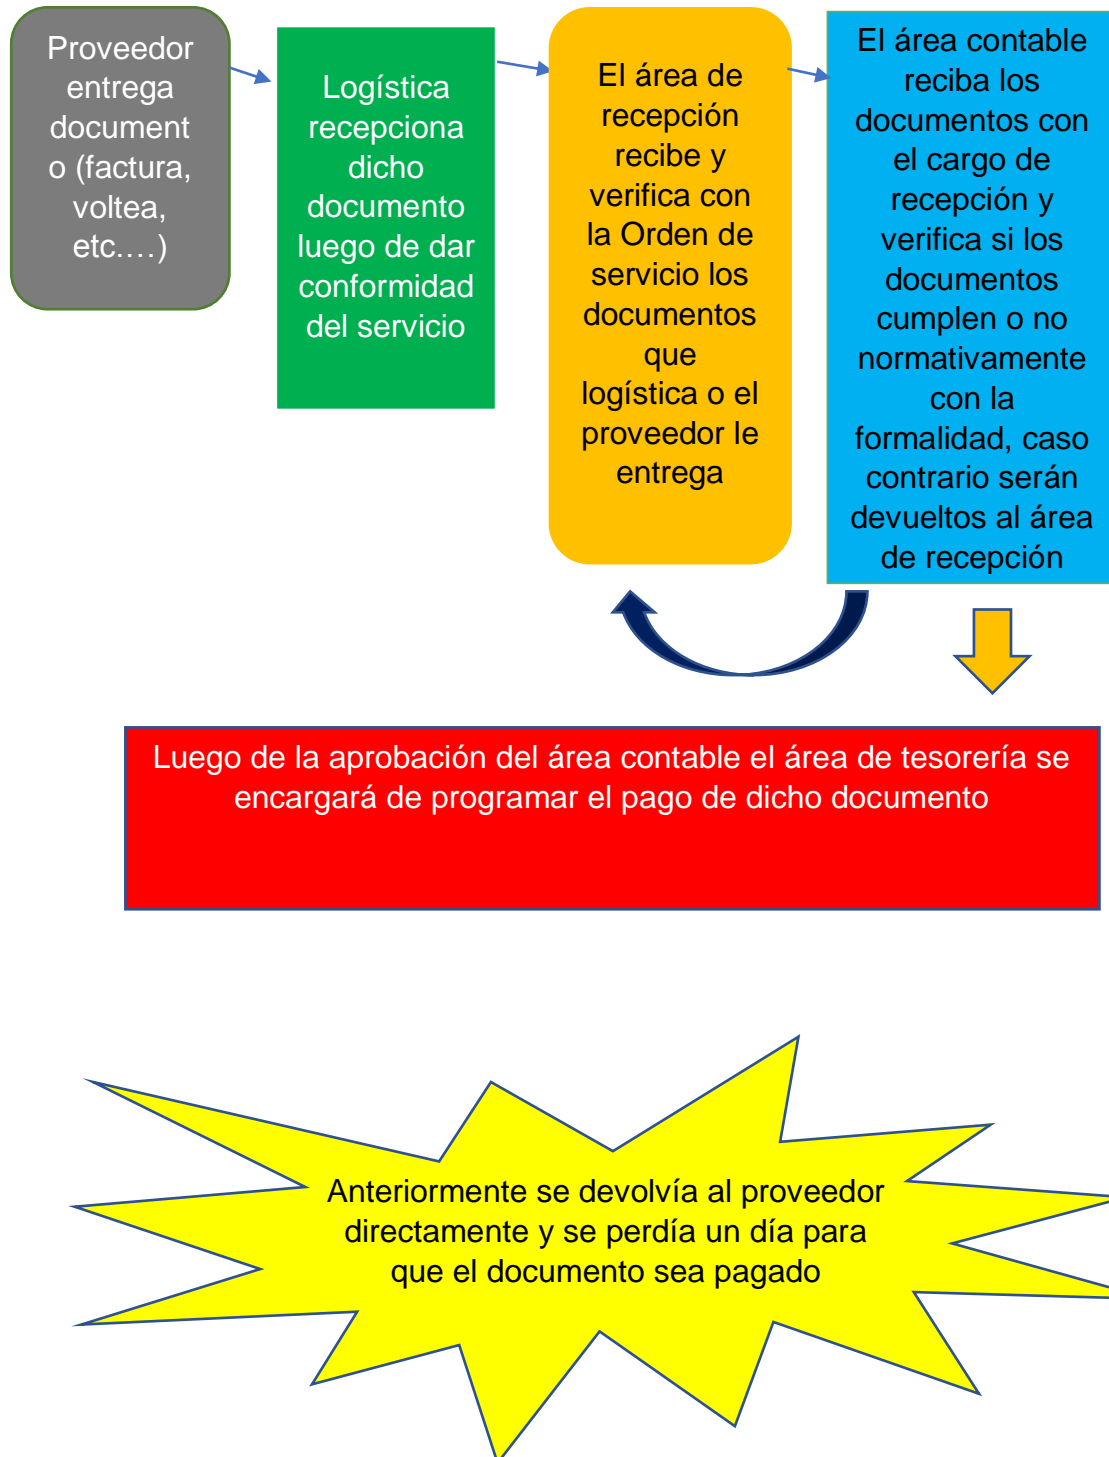 Proveedor
entrega
document
o (factura,
voltea,
etc.…)
Logística
recepciona
dicho
documento
luego de dar
conformidad
del servicio
El área de
recepción
recibe y
verifica con
la Orden de
servicio los
documentos
que
logística o el
proveedor le
entrega
El área contable
reciba los
documentos con
el cargo de
recepción y
verifica si los
documentos
cumplen o no
normativamente
con la
formalidad, caso
contrario serán
devueltos al área
de recepción
Luego de la aprobación del área contable el área de tesorería se
encargará de programar el pago de dicho documento
Anteriormente se devolvía al proveedor
directamente y se perdía un día para
que el documento sea pagado